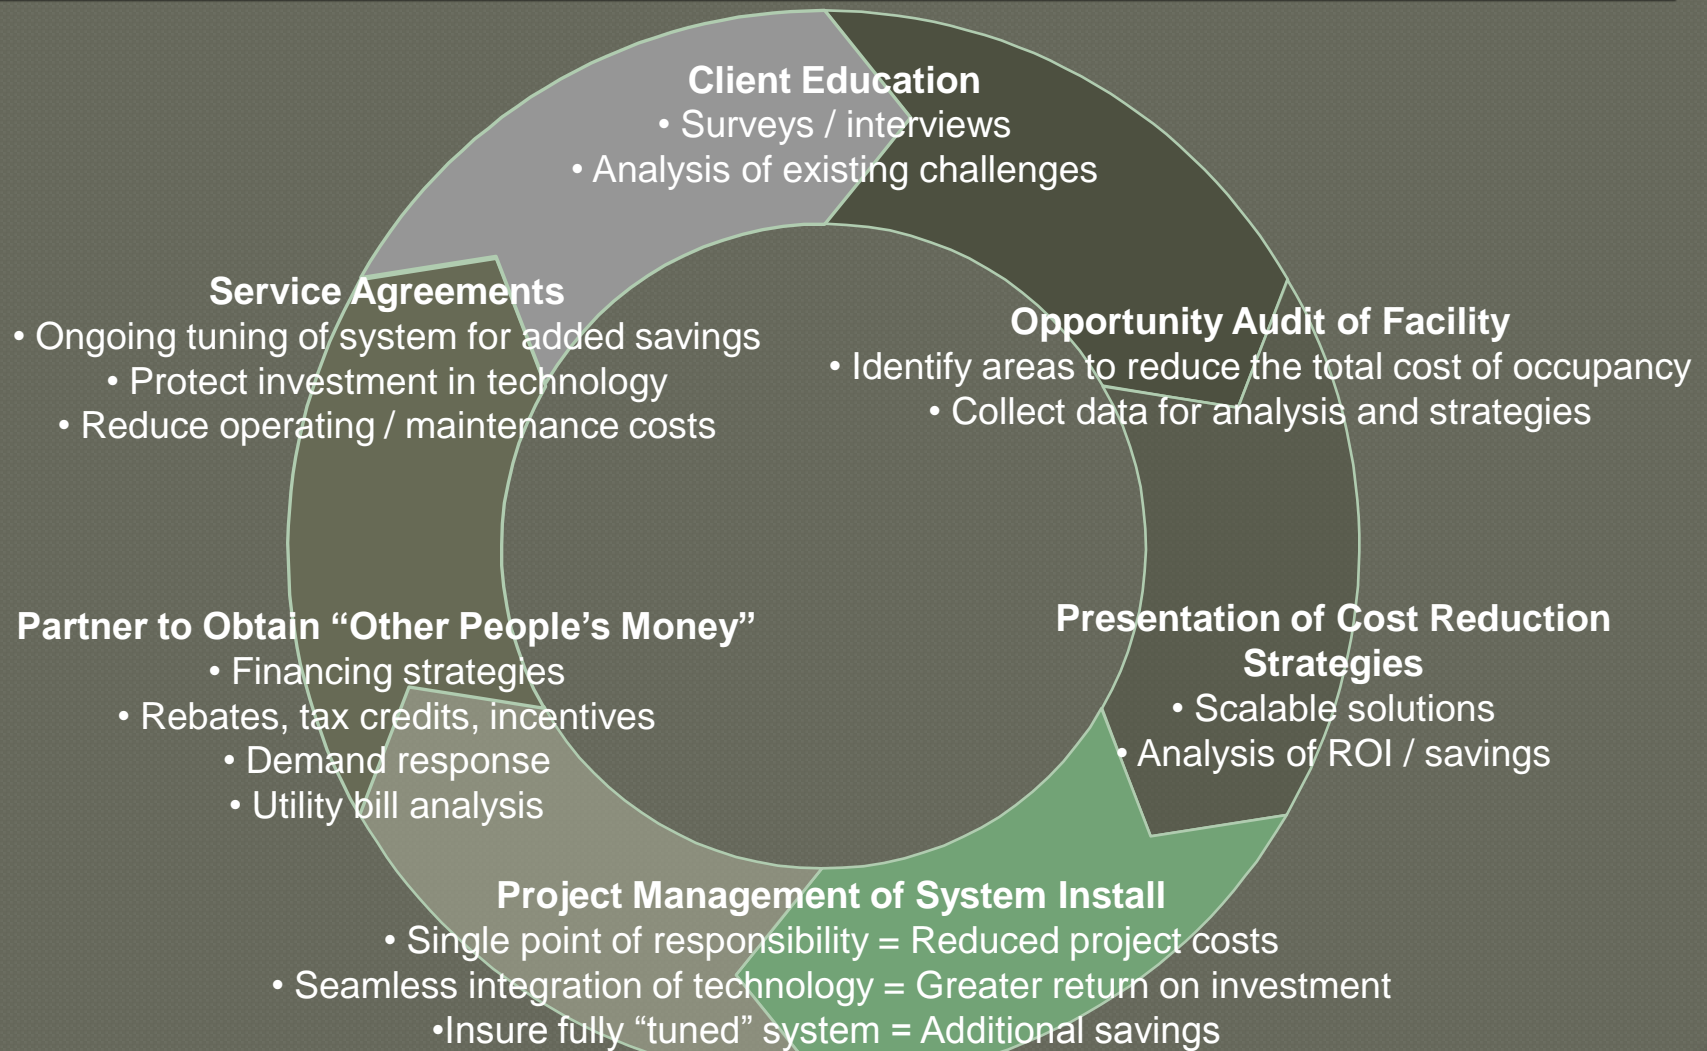 Client Education
• Surveys / interviews
• Analysis of existing challenges
Opportunity Audit of Facility
• Identify areas to reduce the total cost of occupancy
• Collect data for analysis and strategies
Presentation of Cost Reduction
Strategies
• Scalable solutions
• Analysis of ROI / savings
Project Management of System Install
• Single point of responsibility = Reduced project costs
• Seamless integration of technology = Greater return on investment
•Insure fully “tuned” system = Additional savings
Partner to Obtain “Other People’s Money”
• Financing strategies
• Rebates, tax credits, incentives
• Demand response
• Utility bill analysis
Service Agreements
• Ongoing tuning of system for added savings
• Protect investment in technology
• Reduce operating / maintenance costs